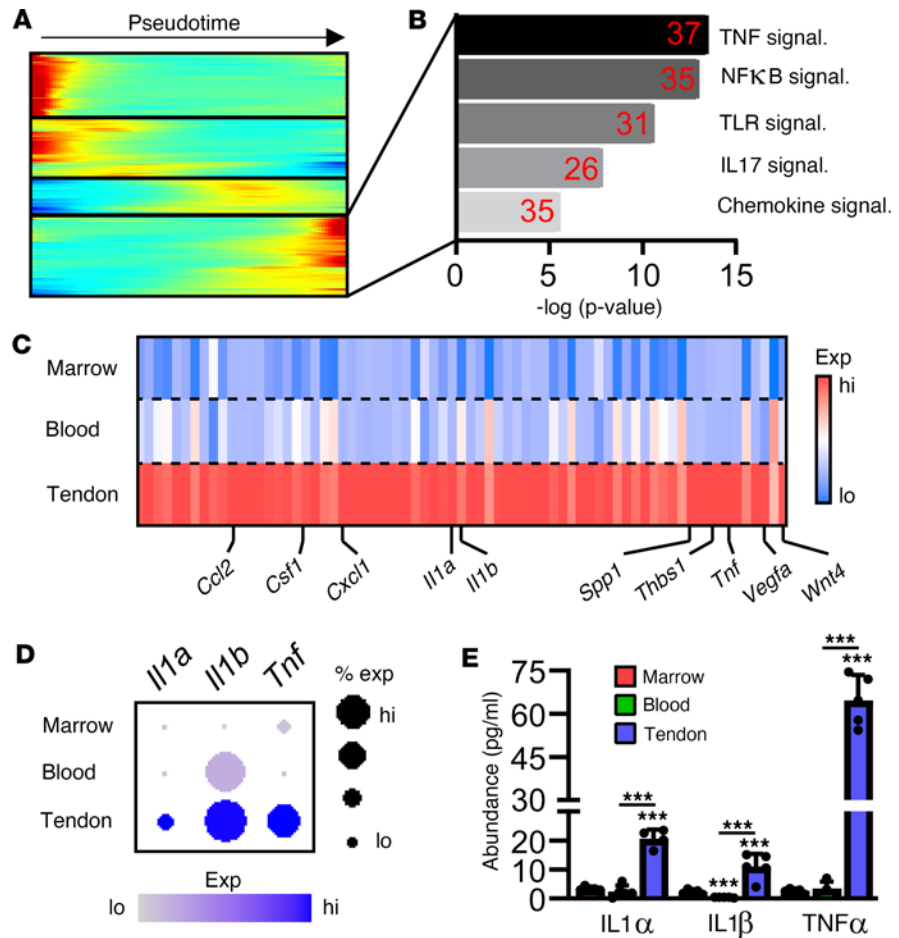 A
Pseudotime
B
37
TNF signal.
35
NFκB signal.
31
TLR signal.
26
IL17 signal.
35
Chemokine signal.
0
5
10
15
-log (p-value)
C
Marrow
Blood
Tendon
Exp
hi
lo
Ccl2
Csf1
Cxcl1
Il1a
Il1b
Spp1
Thbs1
Tnf
Vegfa
Wnt4
D
Il1a
Il1b
Tnf
Marrow
Blood
Tendon
% exp
hi
lo
Exp
lo
hi
E
Abundance (pg/ml)
75
60
45
30
20
10
0
Marrow
Blood
Tendon
***
***
***
***
***
***
***
IL1α
IL1β
TNFα